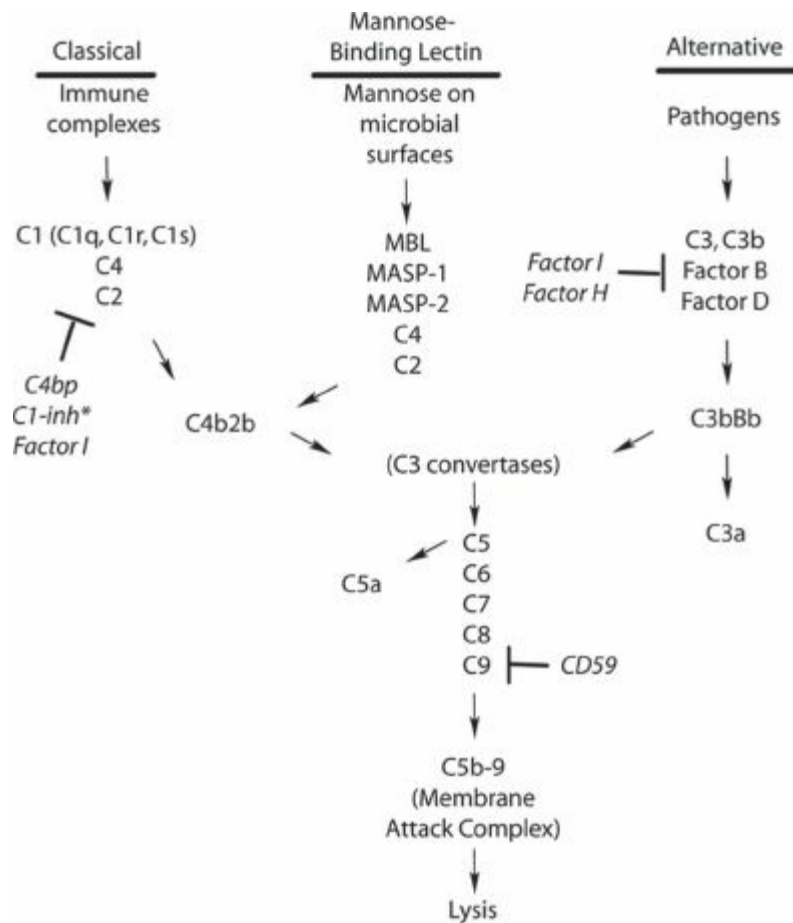 Classical
Immune
complexes
C1 (C1q, C1r, C1s)
C4
C2
C4bp
C1-inh*
Factor I
C4b2b
Mannose-
Binding Lectin
Mannose on
microbial
surfaces
MBL
MASP-1
MASP-2
C4
C2
Alternative
Pathogens
Factor I
Factor H
C3, C3b
Factor B
Factor D
C3bBb
C3a
(C3 convertases)
C5a
C5
C6
C7
C8
C9
CD59
C5b-9
(Membrane
Attack Complex)
Lysis